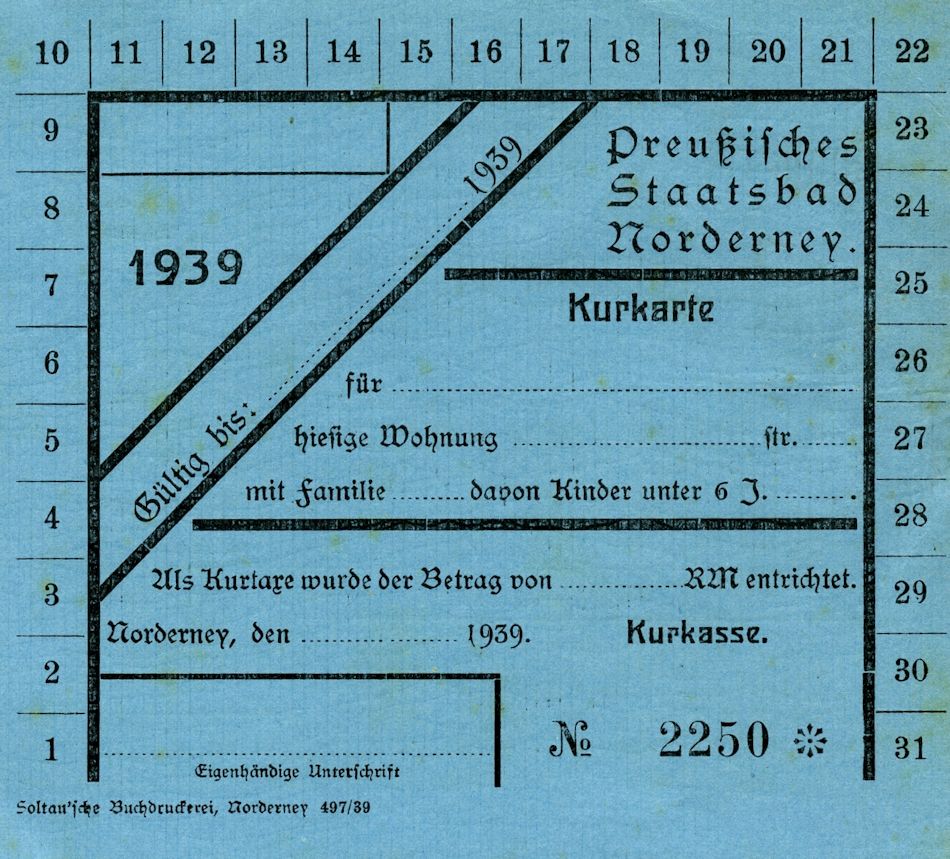 10 11 12 13 14 15 16 17 18 19 20 21 22
9
8
7
6
5
4
3
2
1
23
24
25
26
27
28
29
30
31
1939
Gültig bis: 1939
Preußisches
Staatsbad
Norderney.
Kurkarte
für
hiesige Wohnung str.
mit Familie davon Kinder unter 6 J. .
Als Kurtaxe wurde der Betrag von RM entrichtet.
Norderney, den 1939. Kurkasse.
№ 2250 ❊
Eigenhändige Unterschrift
Soltau'sche Buchdruckerei, Norderney 497/39